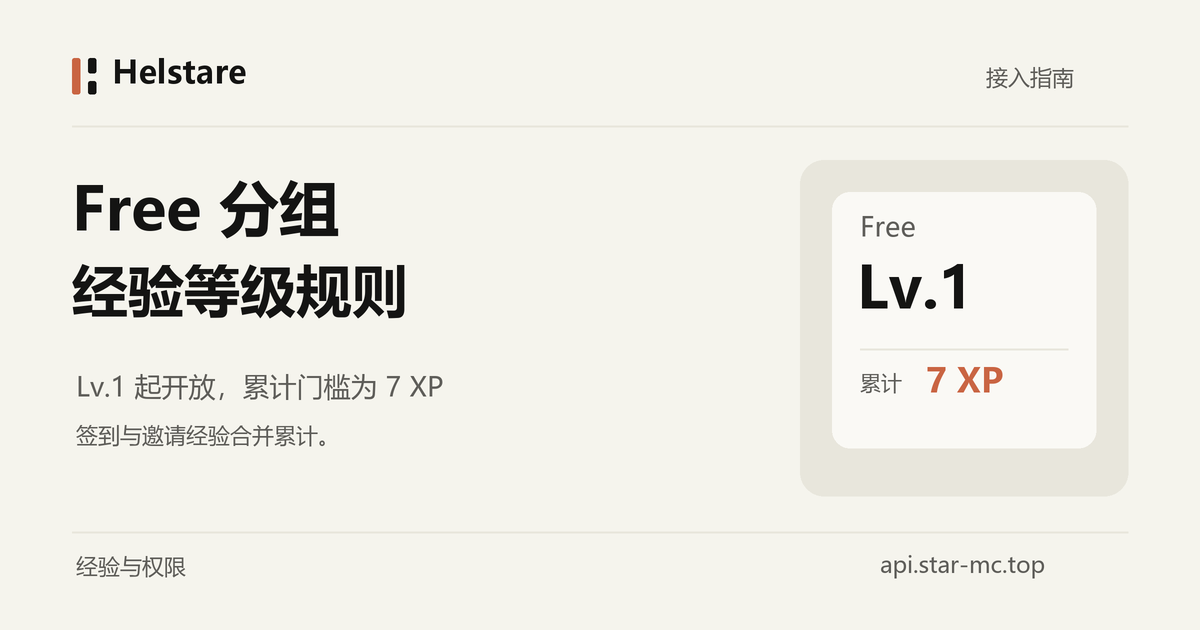 Helstare
接入指南
Free 分组
经验等级规则
Lv.1 起开放，累计门槛为 7 XP
签到与邀请经验合并累计。
Free
Lv.1
累计 7 XP
经验与权限
api.star-mc.top